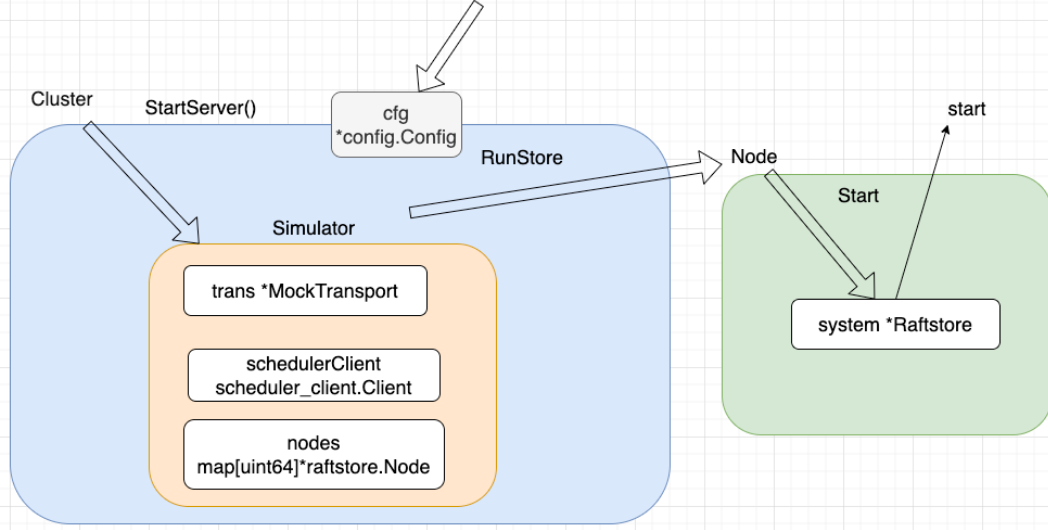 Cluster
StartServer()
cfg
*config.Config
RunStore
Simulator
trans *MockTransport
schedulerClient
scheduler_client.Client
nodes
map[uint64]*raftstore.Node
Node
start
Start
system *Raftstore